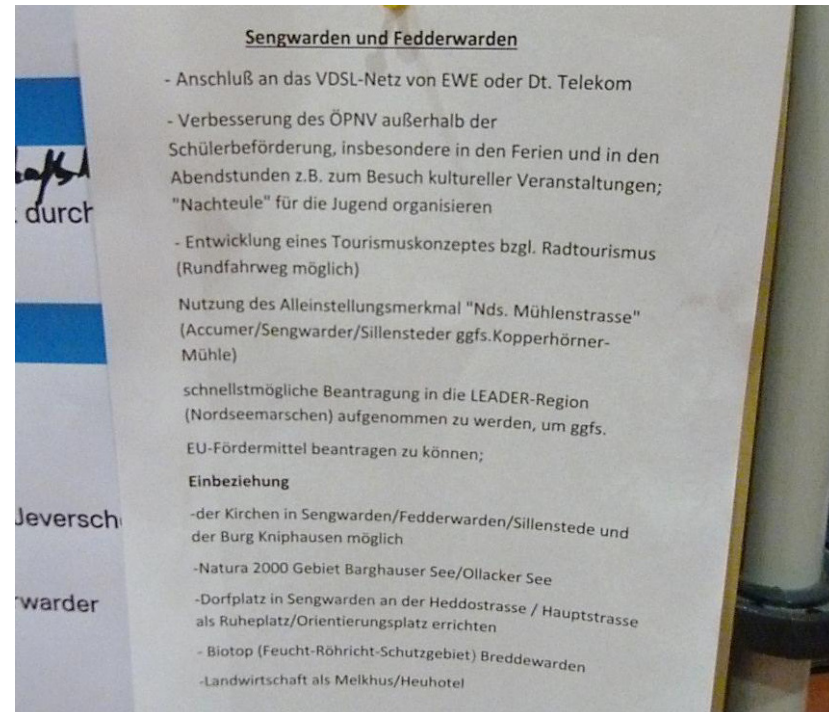 Sengwarden und Fedderwarden
- Anschluß an das VDSL-Netz von EWE oder Dt. Telekom
- Verbesserung des ÖPNV außerhalb der
Schülerbeförderung, insbesondere in den Ferien und in den
Abendstunden z.B. zum Besuch kultureller Veranstaltungen;
"Nachteule" für die Jugend organisieren
- Entwicklung eines Tourismuskonzeptes bzgl. Radtourismus
(Rundfahrweg möglich)
Nutzung des Alleinstellungsmerkmal "Nds. Mühlenstrasse"
(Accumer/Sengwarder/Sillensteder ggfs.Kopperhörner-
Mühle)
schnellstmögliche Beantragung in die LEADER-Region
(Nordseemarschen) aufgenommen zu werden, um ggfs.
EU-Fördermittel beantragen zu können;
Einbeziehung
-der Kirchen in Sengwarden/Fedderwarden/Sillenstede und
der Burg Kniphausen möglich
-Natura 2000 Gebiet Barghauser See/Ollacker See
-Dorfplatz in Sengwarden an der Heddostrasse / Hauptstrasse
als Ruheplatz/Orientierungsplatz errichten
- Biotop (Feucht-Röhricht-Schutzgebiet) Breddewarden
-Landwirtschaft als Melkhus/Heuhotel
durch
Jeversch
warder